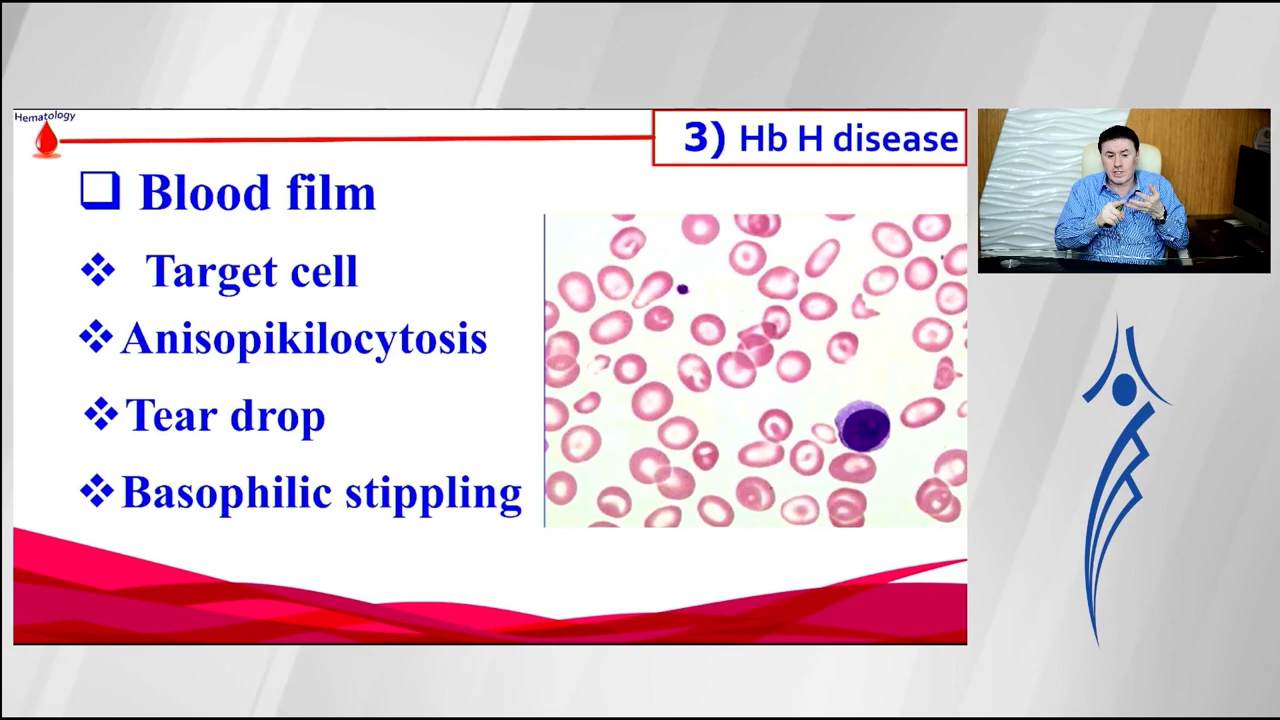 Hematology
3) Hb H disease
❑ Blood film
❖ Target cell
❖ Anisopikilocytosis
❖ Tear drop
❖ Basophilic stippling